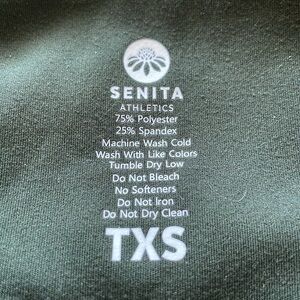 SENITA
ATHLETICS
75% Polyester
25% Spandex
Machine Wash Cold
Wash With Like Colors
Tumble Dry Low
Do Not Bleach
No Softeners
Do Not Iron
Do Not Dry Clean
TXS